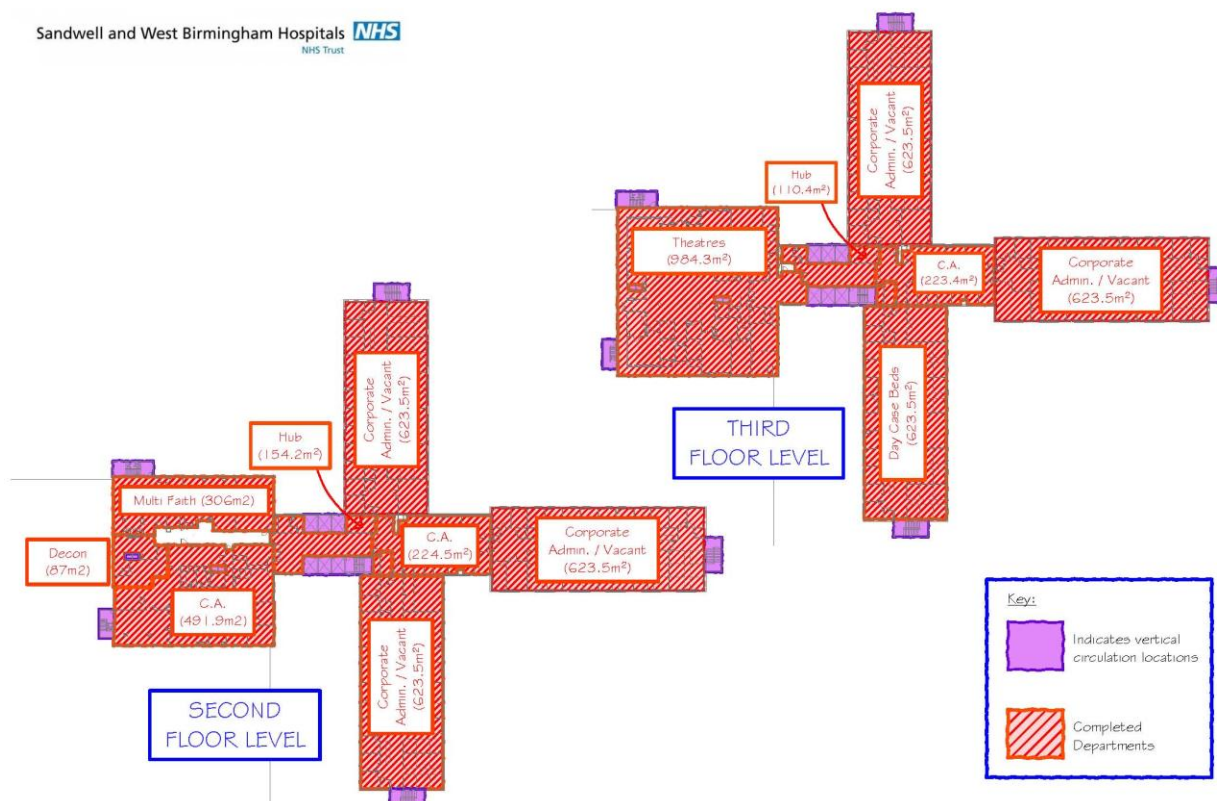 Sandwell and West Birmingham Hospitals NHS
NHS Trust
Corporate
Admin. / Vacant
(623.5m²)
Hub
(110.4m²)
Theatres
(984.3m²)
C.A.
(223.4m²)
Corporate
Admin. / Vacant
(623.5m²)
Day Case Beds
(623.5m²)
THIRD
FLOOR LEVEL
Corporate
Admin. / Vacant
(623.5m²)
Hub
(154.2m²)
Multi Faith (306m2)
Decon
(87m2)
C.A.
(224.5m²)
Corporate
Admin. / Vacant
(623.5m²)
C.A.
(491.9m2)
Corporate
Admin. / Vacant
(623.5m²)
SECOND
FLOOR LEVEL
Key:
Indicates vertical
circulation locations
Completed
Departments